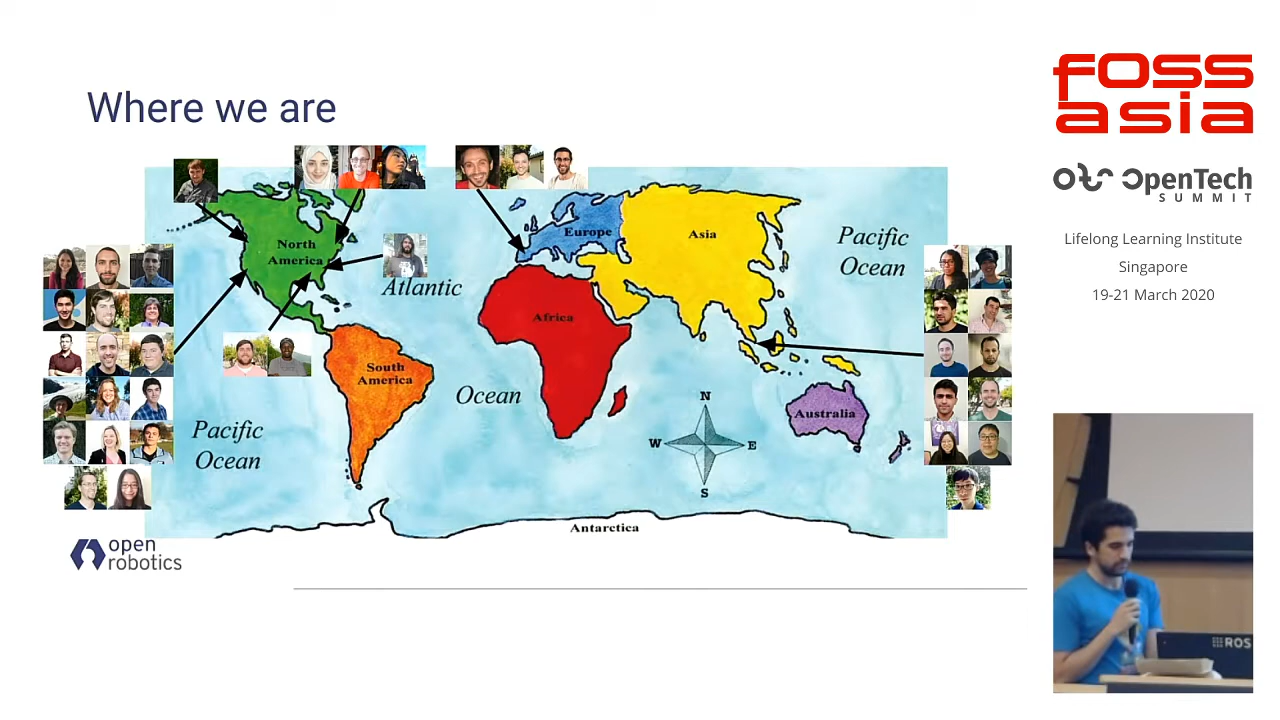 Where we are
North
America
Europe
Asia
Pacific
Ocean
Atlantic
Africa
South
America
Ocean
N
Australia
Pacific
Ocean
W
E
S
Antarctica
open
robotics
FOSS
asia
OpenTech
SUMMIT
Lifelong Learning Institute
Singapore
19-21 March 2020
ROS